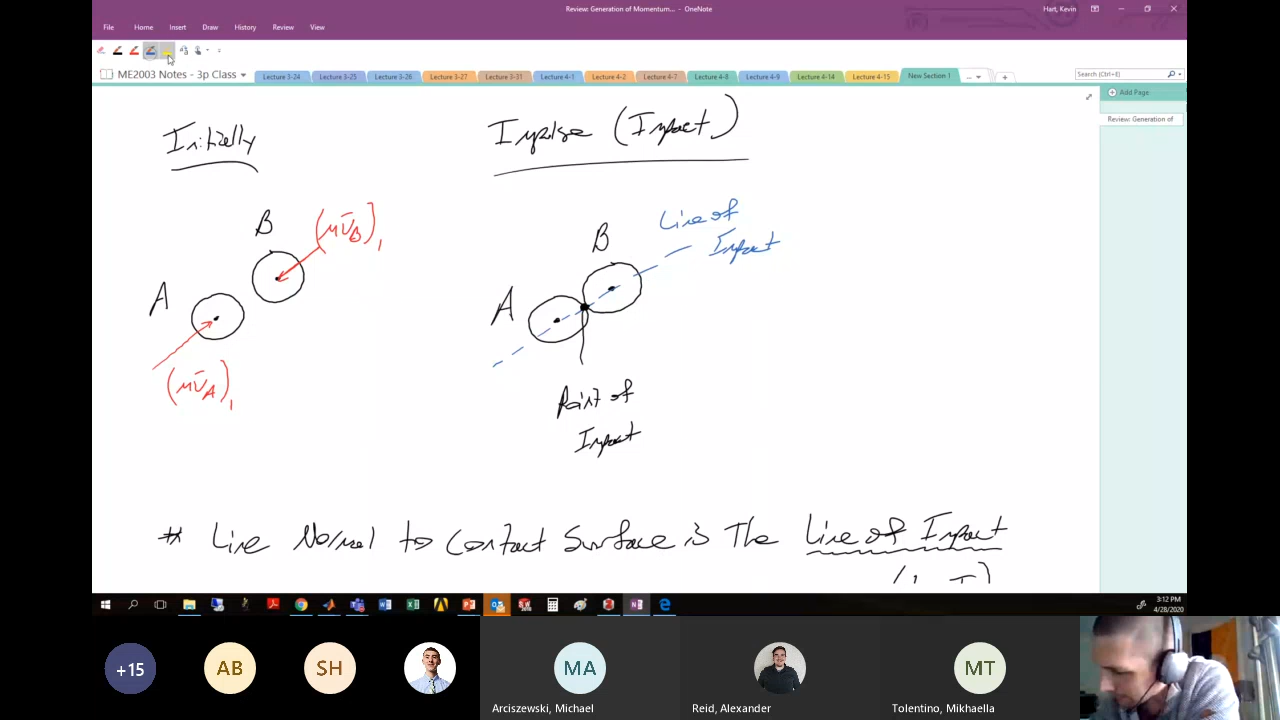 Review: Generation of Momentum... - OneNote
Hart, Kevin
File Home Insert Draw History Review View
ME2003 Notes - 3p Class
Lecture 3-24 Lecture 3-25 Lecture 3-26 Lecture 3-27 Lecture 3-31 Lecture 4-1 Lecture 4-2 Lecture 4-7 Lecture 4-8 Lecture 4-9 Lecture 4-14 Lecture 4-15 New Section 1 ...
Search (Ctrl+E)
Add Page
Review: Generation of
Initially
Impulse (Impact)
B
(mv̄B)1
A
(mv̄A)1
Line of
Impact
B
A
Point of
Impact
* Line Normal to Contact Surface is The Line of Impact
3:12 PM
4/28/2020
+15
AB
SH
MA
MT
Arciszewski, Michael
Reid, Alexander
Tolentino, Mikhaella